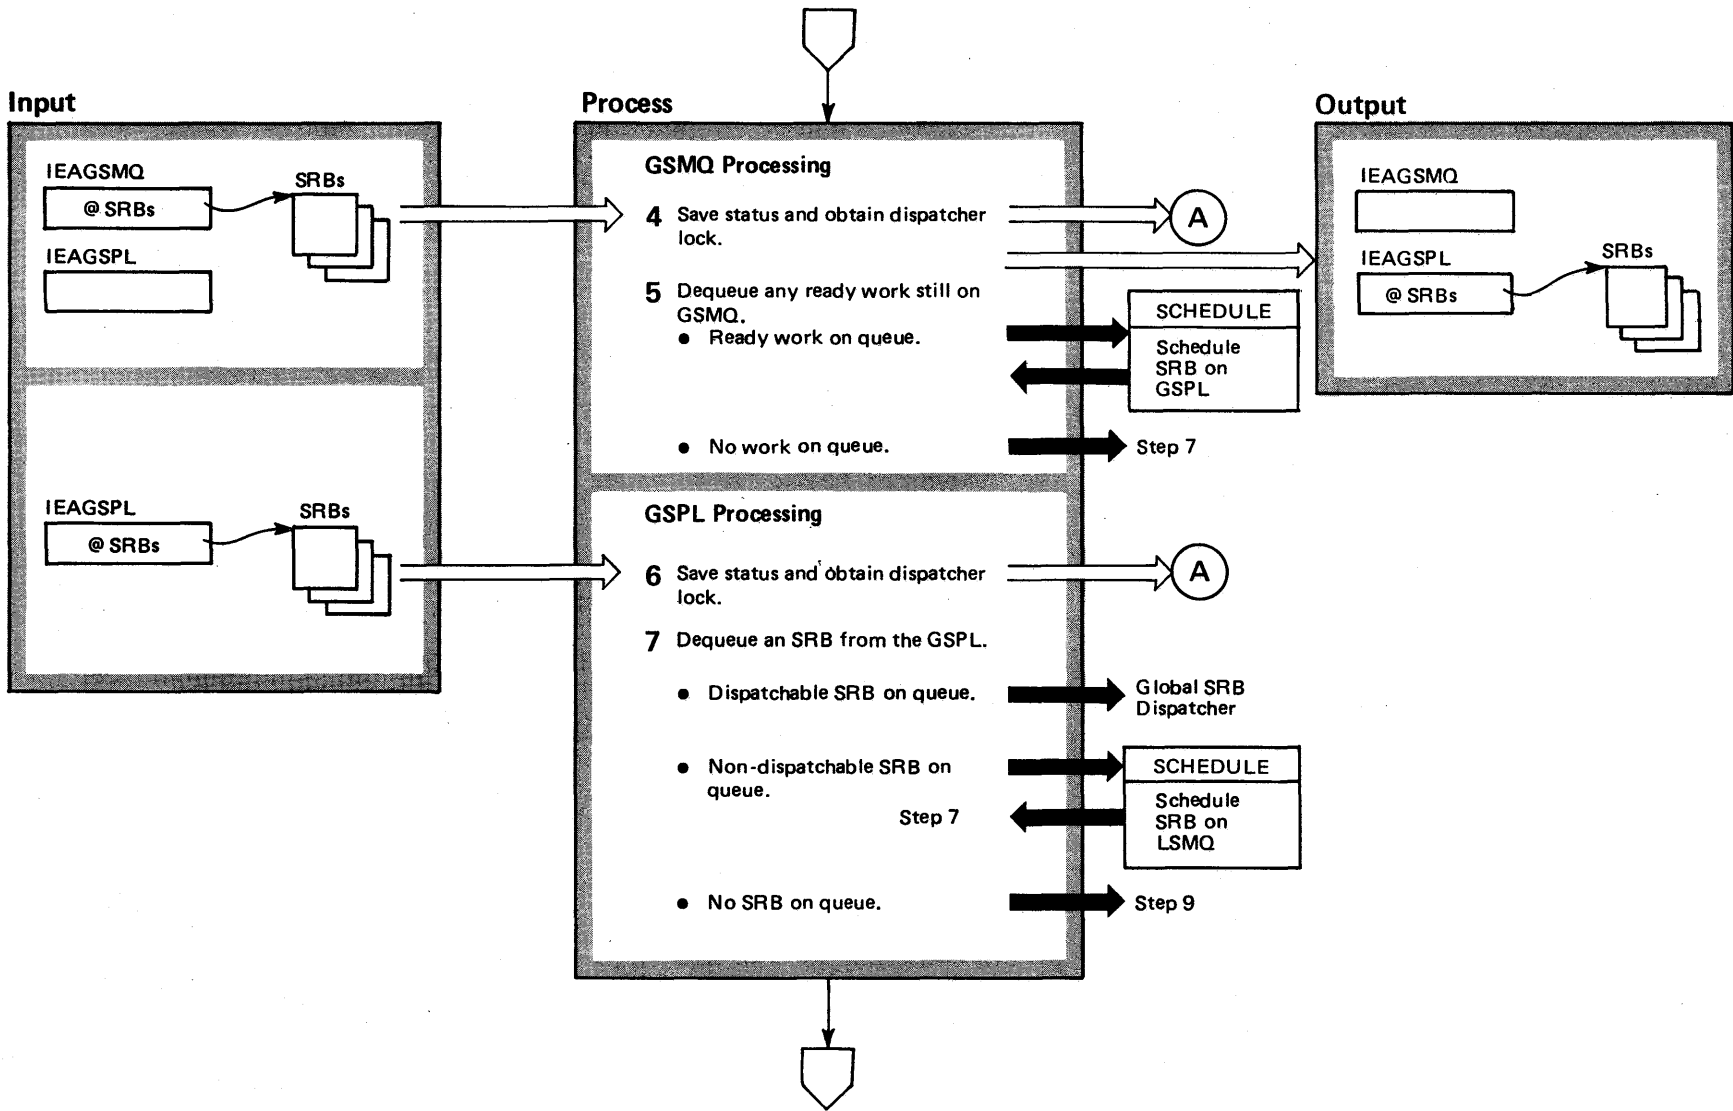 Input
IEAGSMQ
@ SRBs
SRBs
IEAGSPL
IEAGSPL
@ SRBs
SRBs
Process
GSMQ Processing
4 Save status and obtain dispatcher
lock.
A
5 Dequeue any ready work still on
GSMQ.
• Ready work on queue.
SCHEDULE
Schedule
SRB on
GSPL
• No work on queue.
Step 7
GSPL Processing
6 Save status and obtain dispatcher
lock.
A
7 Dequeue an SRB from the GSPL.
• Dispatchable SRB on queue.
Global SRB
Dispatcher
• Non-dispatchable SRB on
queue.
SCHEDULE
Schedule
SRB on
LSMQ
Step 7
• No SRB on queue.
Step 9
Output
IEAGSMQ
IEAGSPL
@ SRBs
SRBs